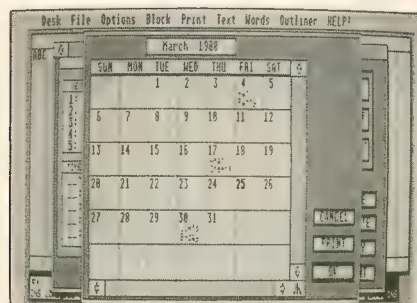 Desk File Options Block Print Text Words Outliner HELP!
ABC
March 1988
SUN MON TUE WED THU FRI SAT
1 2 3 4 5
6 7 8 9 10 11 12
13 14 15 16 17 18 19
20 21 22 23 24 25 26
27 28 29 30 31
CANCEL
PRINT
OK